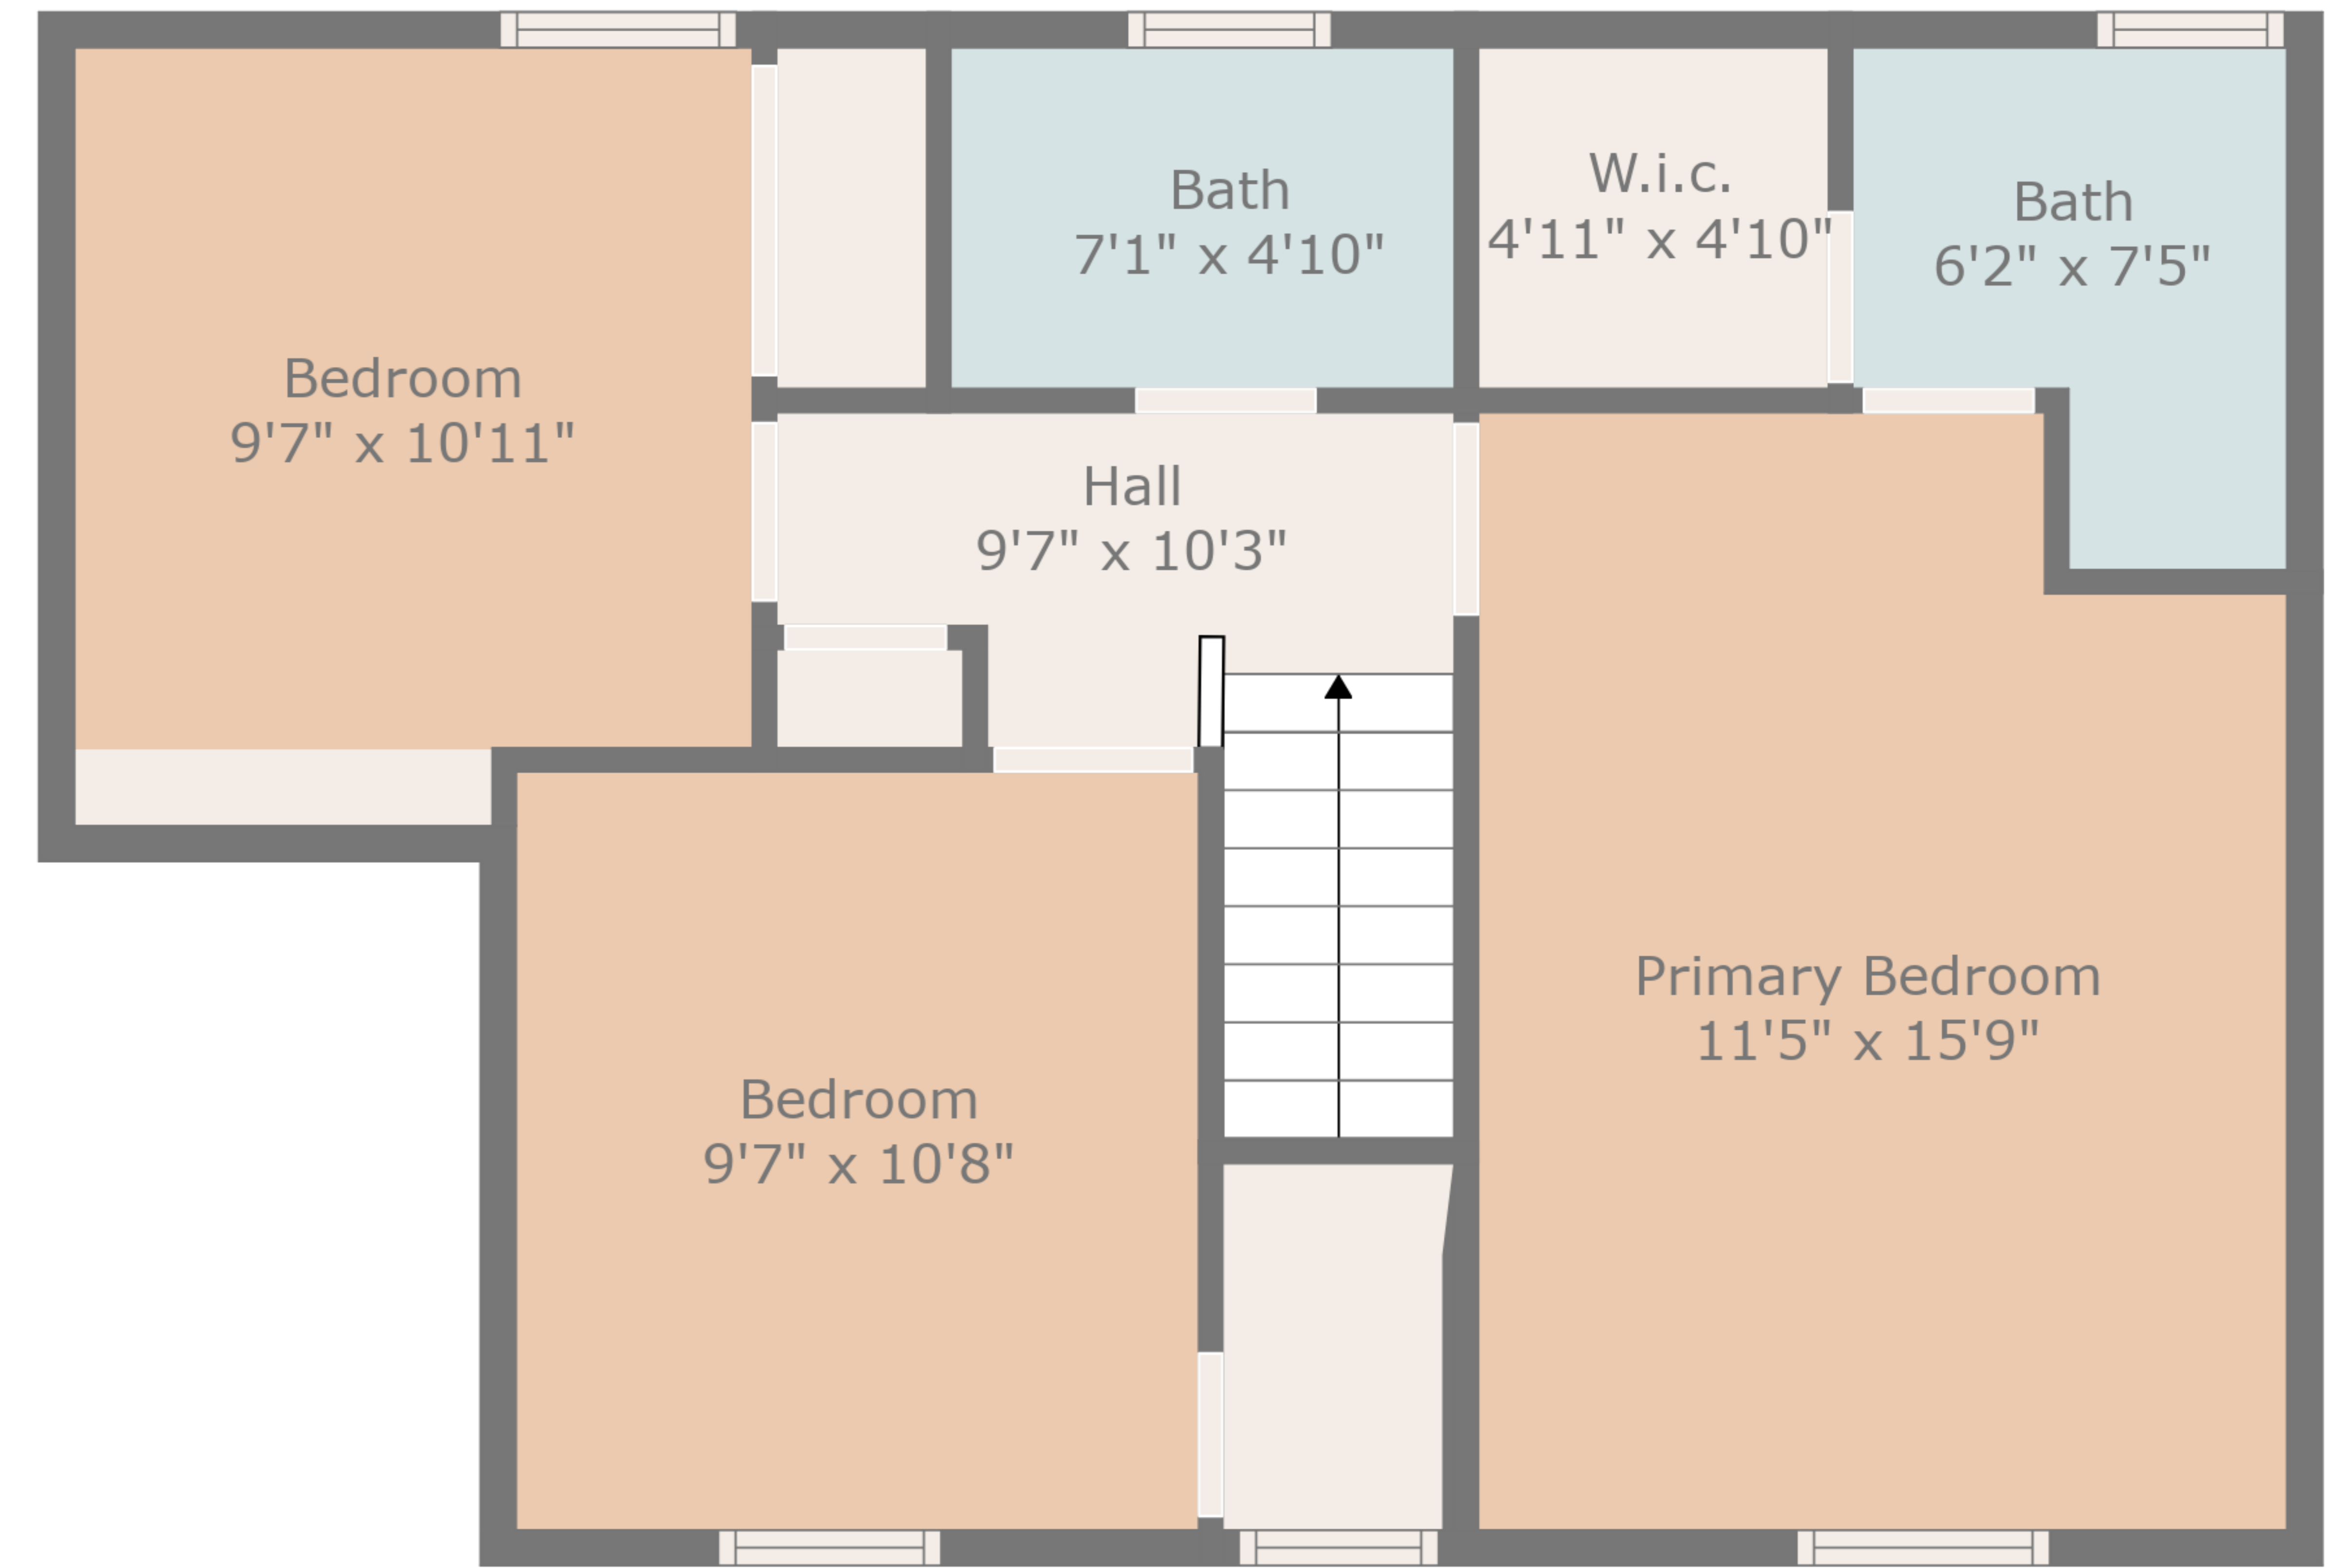 Bath
7'1" x 4'10"
W.i.c.
4'11" x 4'10"
Bath
6'2" x 7'5"
Bedroom
9'7" x 10'11"
Hall
9'7" x 10'3"
Primary Bedroom
11'5" x 15'9"
Bedroom
9'7" x 10'8"